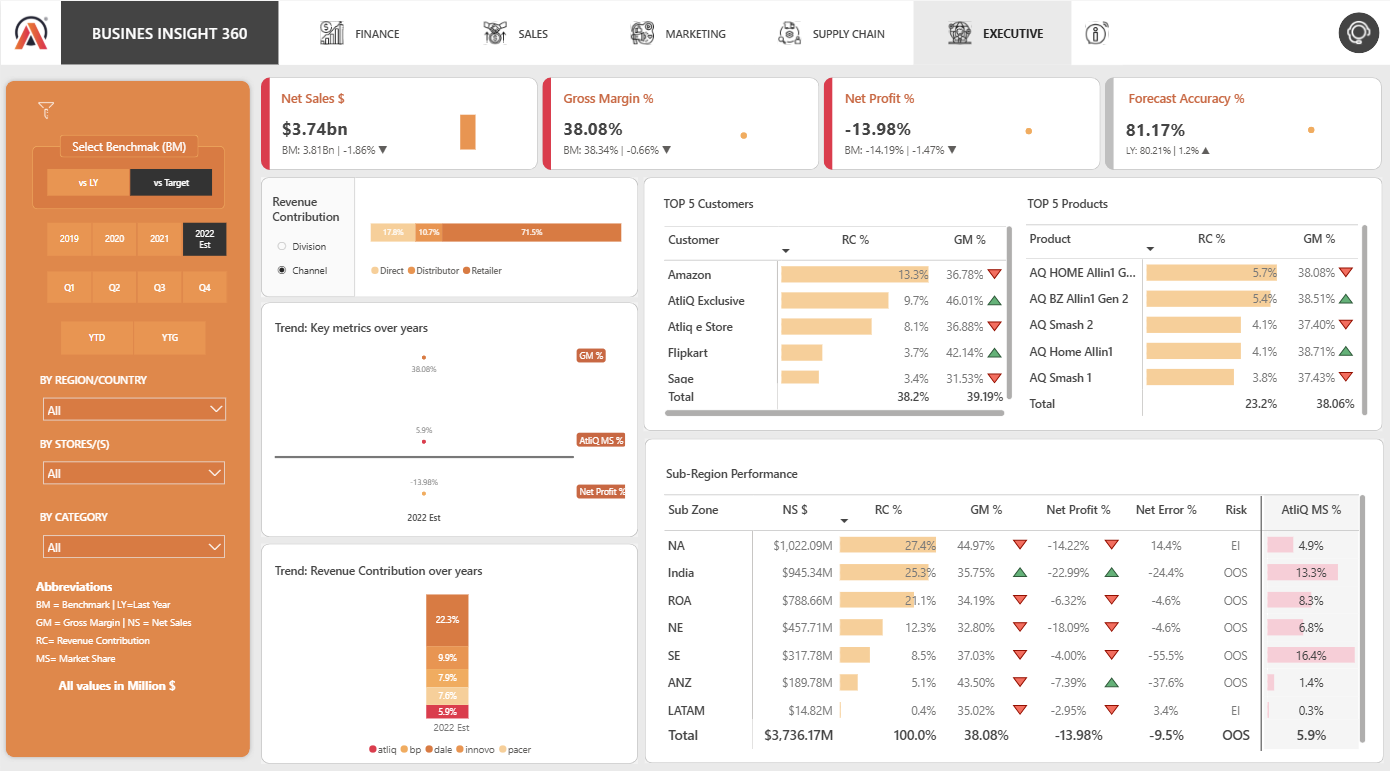 BUSINES INSIGHT 360
FINANCE
SALES
MARKETING
SUPPLY CHAIN
EXECUTIVE
Select Benchmak (BM)
vs LY
vs Target
2019
2020
2021
2022
Est
Q1
Q2
Q3
Q4
YTD
YTG
BY REGION/COUNTRY
All
BY STORES/(S)
All
BY CATEGORY
All
Abbreviations
BM = Benchmark | LY=Last Year
GM = Gross Margin | NS = Net Sales
RC= Revenue Contribution
MS= Market Share
All values in Million $
Net Sales $
$3.74bn
BM: 3.81Bn | -1.86% ▼
Gross Margin %
38.08%
BM: 38.34% | -0.66% ▼
Net Profit %
-13.98%
BM: -14.19% | -1.47% ▼
Forecast Accuracy %
81.17%
LY: 80.21% | 1.2% ▲
Revenue
Contribution
Division
Channel
17.8% 10.7% 71.5%
Direct Distributor Retailer
Trend: Key metrics over years
GM %
38.08%
5.9%
AtliQ MS %
-13.98%
Net Profit %
2022 Est
Trend: Revenue Contribution over years
22.3%
9.9%
7.9%
7.6%
5.9%
2022 Est
atliq bp dale innovo pacer
TOP 5 Customers
Customer RC % GM %
Amazon 13.3% 36.78%
AtliQ Exclusive 9.7% 46.01%
Atliq e Store 8.1% 36.88%
Flipkart 3.7% 42.14%
Sage 3.4% 31.53%
Total 38.2% 39.19%
TOP 5 Products
Product RC % GM %
AQ HOME Allin1 G... 5.7% 38.08%
AQ BZ Allin1 Gen 2 5.4% 38.51%
AQ Smash 2 4.1% 37.40%
AQ Home Allin1 4.1% 38.71%
AQ Smash 1 3.8% 37.43%
Total 23.2% 38.06%
Sub-Region Performance
Sub Zone NS $ RC % GM % Net Profit % Net Error % Risk AtliQ MS %
NA $1,022.09M 27.4% 44.97% -14.22% 14.4% EI 4.9%
India $945.34M 25.3% 35.75% -22.99% -24.4% OOS 13.3%
ROA $788.66M 21.1% 34.19% -6.32% -4.6% OOS 8.3%
NE $457.71M 12.3% 32.80% -18.09% -4.6% OOS 6.8%
SE $317.78M 8.5% 37.03% -4.00% -55.5% OOS 16.4%
ANZ $189.78M 5.1% 43.50% -7.39% -37.6% OOS 1.4%
LATAM $14.82M 0.4% 35.02% -2.95% 3.4% EI 0.3%
Total $3,736.17M 100.0% 38.08% -13.98% -9.5% OOS 5.9%